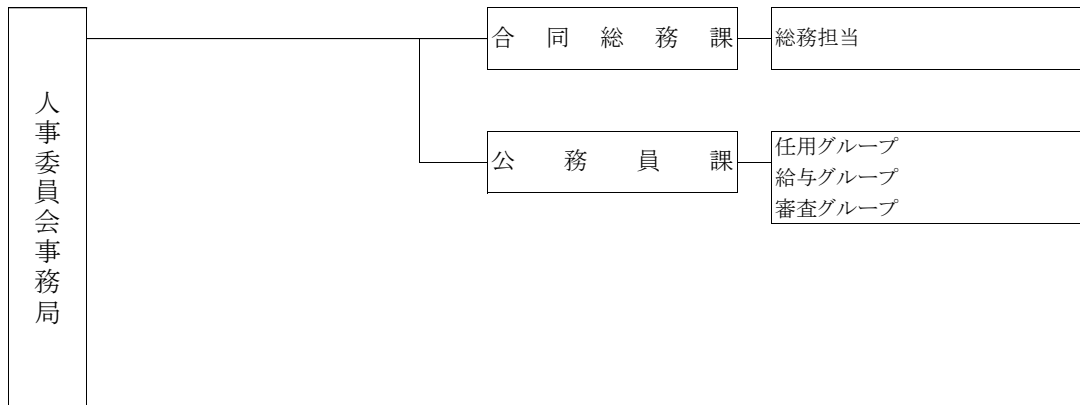 人事委員会事務局
合同総務課
総務担当
公務員課
任用グループ
給与グループ
審査グループ